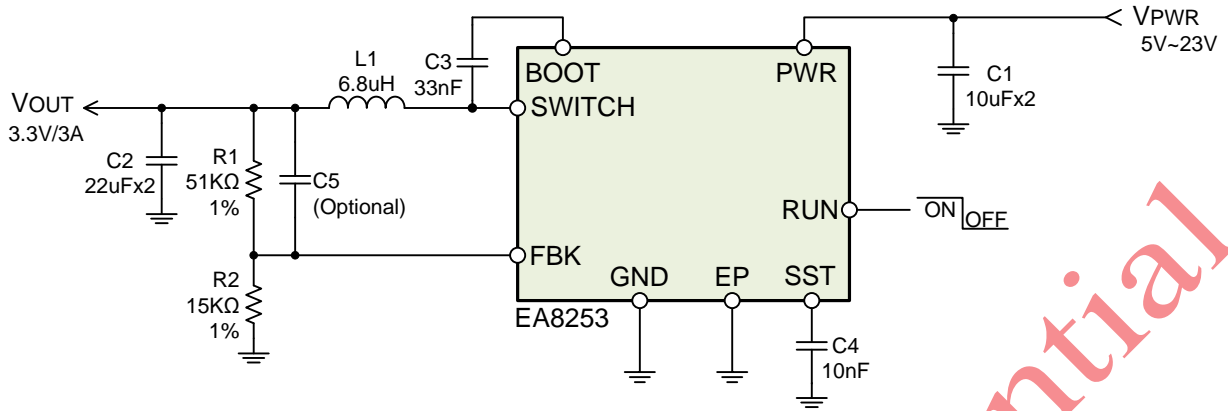 VPWR
5V~23V
C1
10uFx2
BOOT
PWR
C3
33nF
L1
6.8uH
SWITCH
VOUT
3.3V/3A
C2
22uFx2
R1
51KΩ
1%
C5
(Optional)
RUN
ON
OFF
FBK
GND
EP
SST
R2
15KΩ
1%
EA8253
C4
10nF
ntial